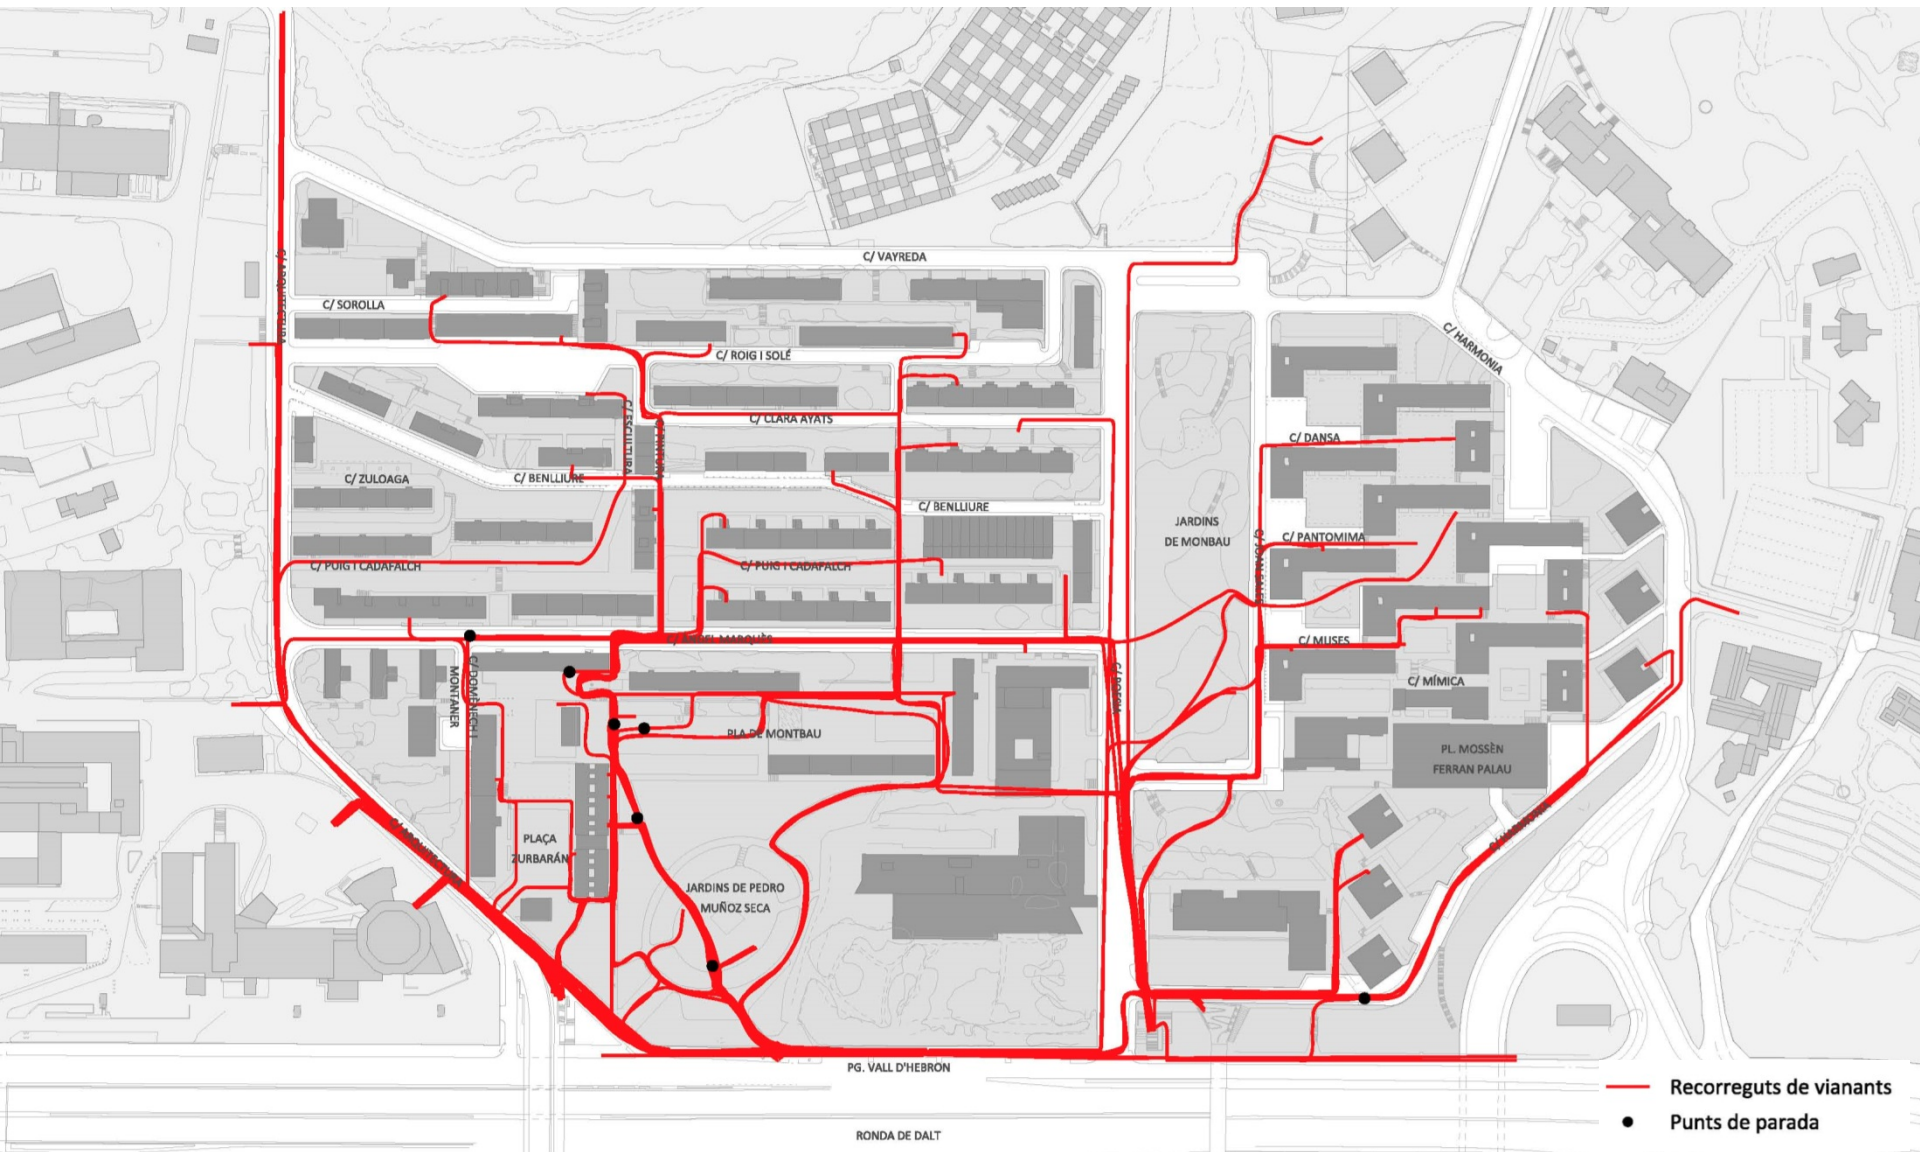 C/ VAYREDA
C/ SOROLLA
C/ ROIG I SOLÉ
C/ HARMONIA
C/ ESCULTURA
C/ CLARA AYATS
C/ DANSA
C/ ZULOAGA
C/ BENLLIURE
C/ BENLLIURE
JARDINS
DE MONBAU
C/ PANTOMIMA
C/ PUIG I CADAFALCH
C/ PUIG I CADAFALCH
C/ MUSES
C/ MÍMICA
C/ DOMÈNECH I
MONTANER
PLA DE MONTBAU
PL. MOSSÈN
FERRAN PALAU
PLAÇA
ZURBARÁN
JARDINS DE PEDRO
MUÑOZ SECA
PG. VALL D'HEBRON
RONDA DE DALT
Recorreguts de vianants
Punts de parada